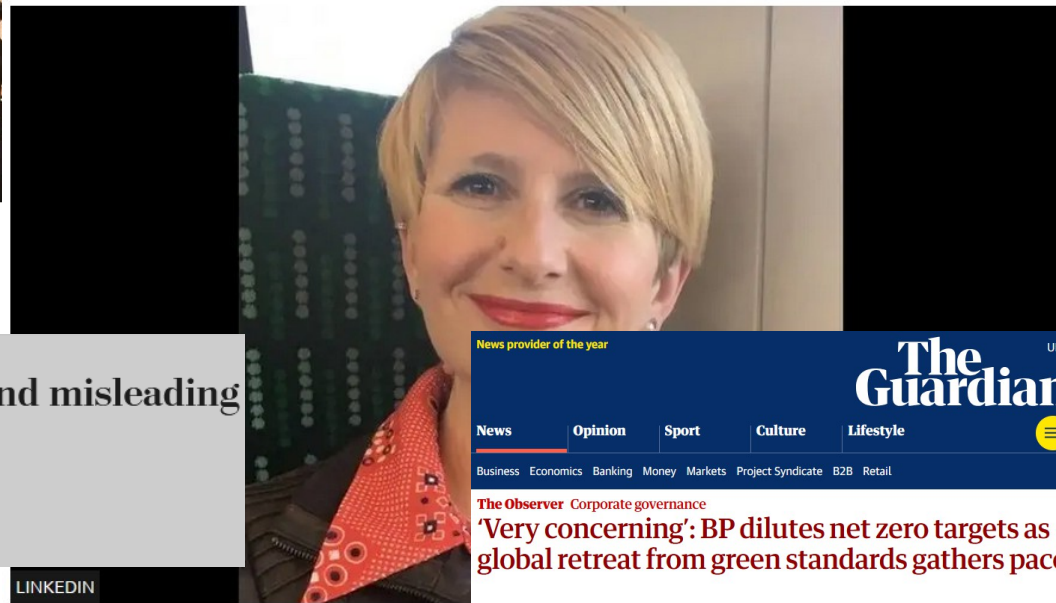 nd misleading
LINKEDIN
News provider of the year
The
Guardian
News
Opinion
Sport
Culture
Lifestyle
Business Economics Banking Money Markets Project Syndicate B2B Retail
The Observer Corporate governance
‘Very concerning’: BP dilutes net zero targets as
global retreat from green standards gathers pace